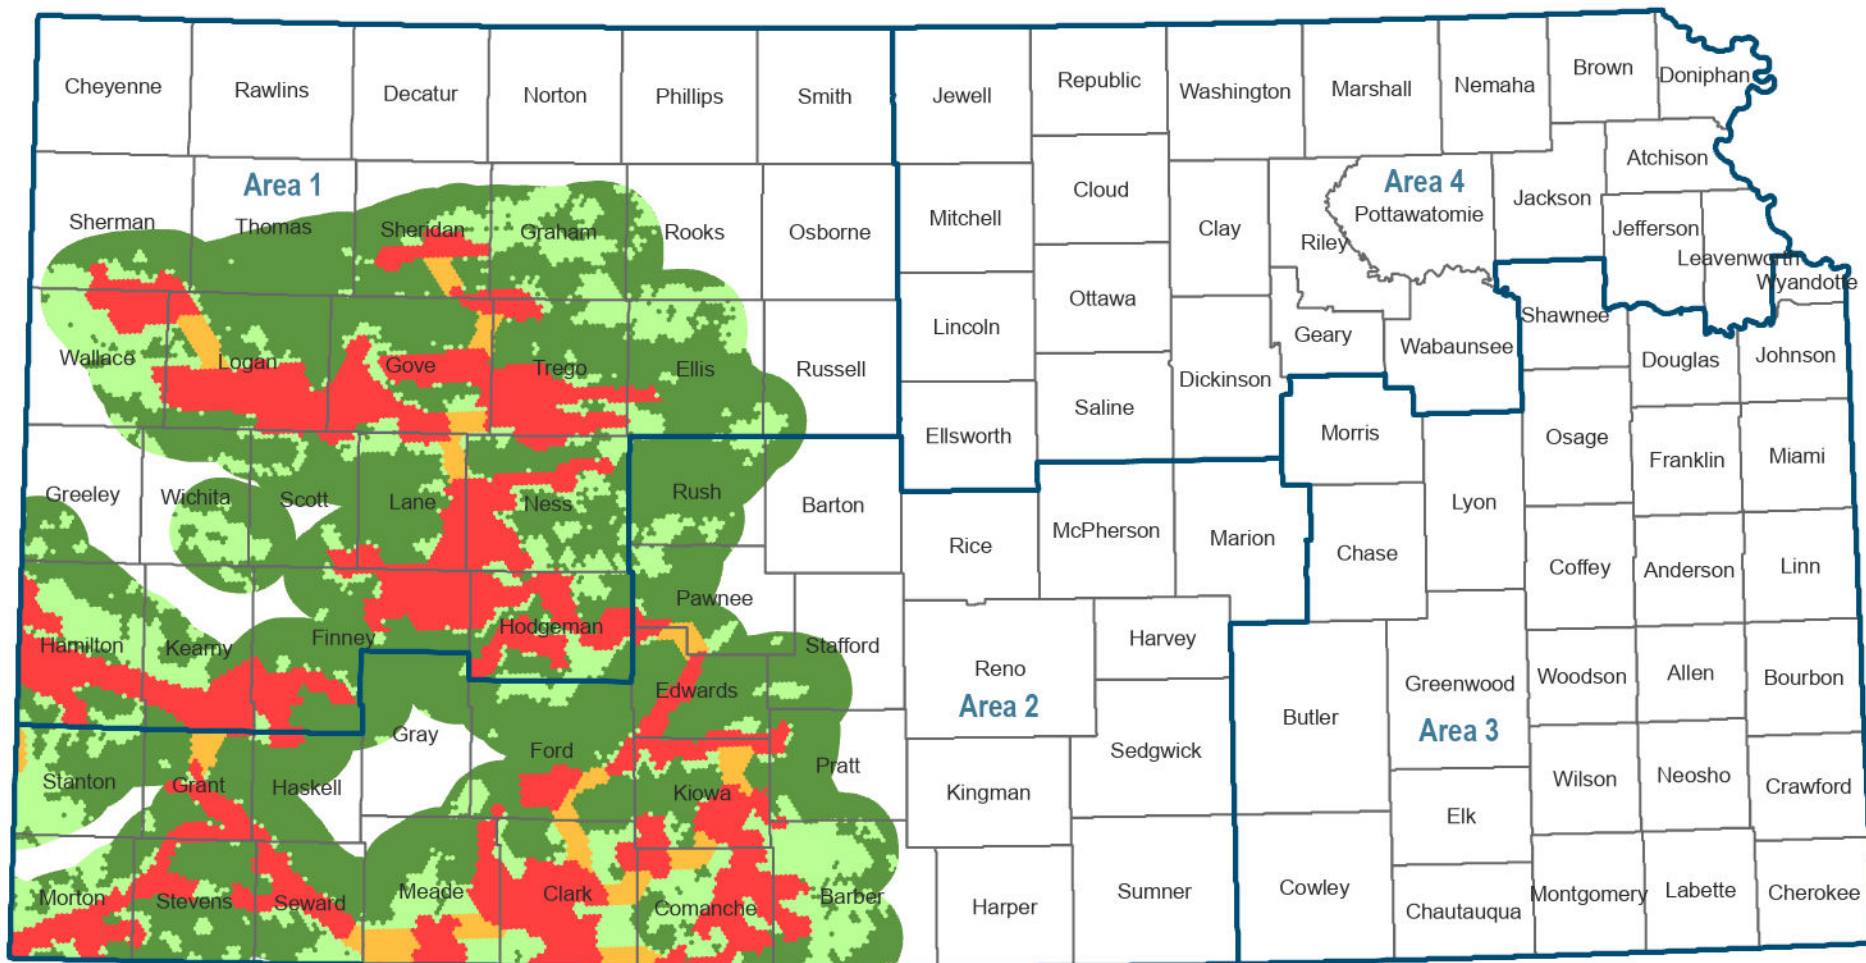 Cheyenne
Rawlins
Decatur
Norton
Phillips
Smith
Jewell
Republic
Washington
Marshall
Nemaha
Brown
Doniphan
Atchison
Area 1
Area 4
Sherman
Thomas
Sheridan
Graham
Rooks
Osborne
Mitchell
Cloud
Clay
Riley
Pottawatomie
Jackson
Jefferson
Leavenworth
Wyandotte
Wallace
Logan
Gove
Trego
Ellis
Russell
Lincoln
Ottawa
Geary
Wabaunsee
Shawnee
Douglas
Johnson
Dickinson
Saline
Ellsworth
Morris
Osage
Franklin
Miami
Greeley
Wichita
Scott
Lane
Ness
Rush
Barton
Rice
McPherson
Marion
Chase
Lyon
Coffey
Anderson
Linn
Hamilton
Kearny
Finney
Hodgeman
Pawnee
Stafford
Reno
Harvey
Area 2
Edwards
Butler
Greenwood
Area 3
Woodson
Allen
Bourbon
Stanton
Grant
Haskell
Gray
Ford
Kiowa
Pratt
Kingman
Sedgwick
Elk
Wilson
Neosho
Crawford
Morton
Stevens
Seward
Meade
Clark
Comanche
Barber
Harper
Sumner
Cowley
Chautauqua
Montgomery
Labette
Cherokee